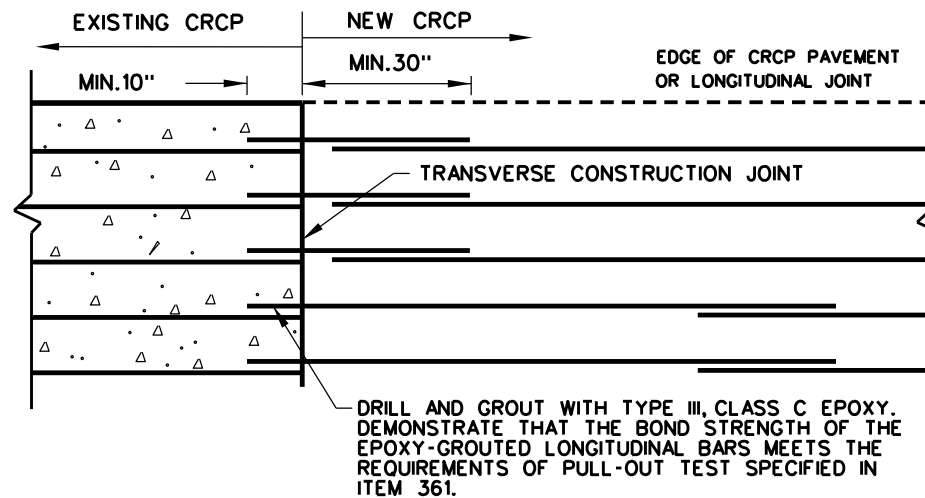 EXISTING CRCP
NEW CRCP
MIN.10"
MIN.30"
EDGE OF CRCP PAVEMENT
OR LONGITUDINAL JOINT
TRANSVERSE CONSTRUCTION JOINT
DRILL AND GROUT WITH TYPE III, CLASS C EPOXY.
DEMONSTRATE THAT THE BOND STRENGTH OF THE
EPOXY-GROUTED LONGITUDINAL BARS MEETS THE
REQUIREMENTS OF PULL-OUT TEST SPECIFIED IN
ITEM 361.